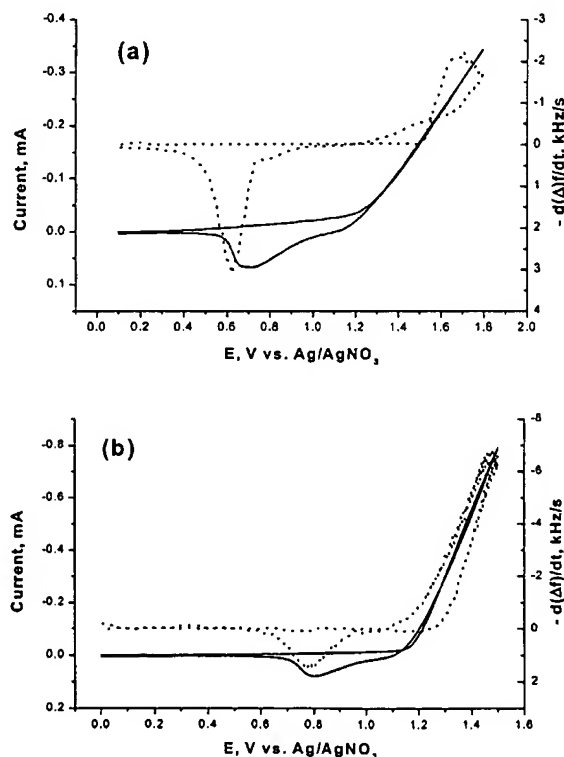 (a)
Current, mA
-0.4
-0.3
-0.2
-0.1
0.0
0.1
-3
-2
-1
0
1
2
3
4
- d(Δ)f/dt. kHz/s
0.0 0.2 0.4 0.6 0.8 1.0 1.2 1.4 1.6 1.8 2.0
E, V vs. Ag/AgNO3
(b)
Current, mA
-0.8
-0.6
-0.4
-0.2
0.0
0.2
-8
-6
-4
-2
0
2
- d(Δf)/dt, kHz/s
0.0 0.2 0.4 0.6 0.8 1.0 1.2 1.4 1.6
E, V vs. Ag/AgNO3